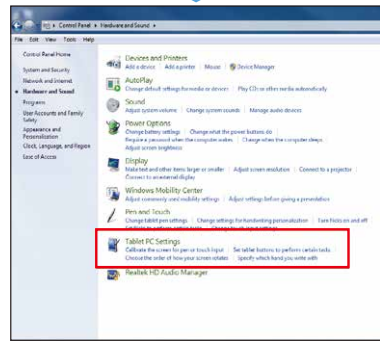 Control Panel ▸ Hardware and Sound ▸
File Edit View Tools Help
Control Panel Home
System and Security
Network and Internet
Hardware and Sound
Programs
User Accounts and Family
Safety
Appearance and
Personalization
Clock, Language, and Region
Ease of Access
Devices and Printers
Add a device | Add a printer | Mouse | Device Manager
AutoPlay
Change default settings for media or devices | Play CDs or other media automatically
Sound
Adjust system volume | Change system sounds | Manage audio devices
Power Options
Change battery settings | Change what the power buttons do
Require a password when the computer wakes | Change when the computer sleeps
Adjust screen brightness
Display
Make text and other items larger or smaller | Adjust screen resolution | Connect to a projector
Connect to an external display
Windows Mobility Center
Adjust commonly used mobility settings | Adjust settings before giving a presentation
Pen and Touch
Change tablet pen settings | Change settings for handwriting personalization | Turn flicks on and off
Tablet PC Settings
Calibrate the screen for pen or touch input | Set tablet buttons to perform certain tasks
Choose the order of how your screen rotates | Specify which hand you write with
Realtek HD Audio Manager